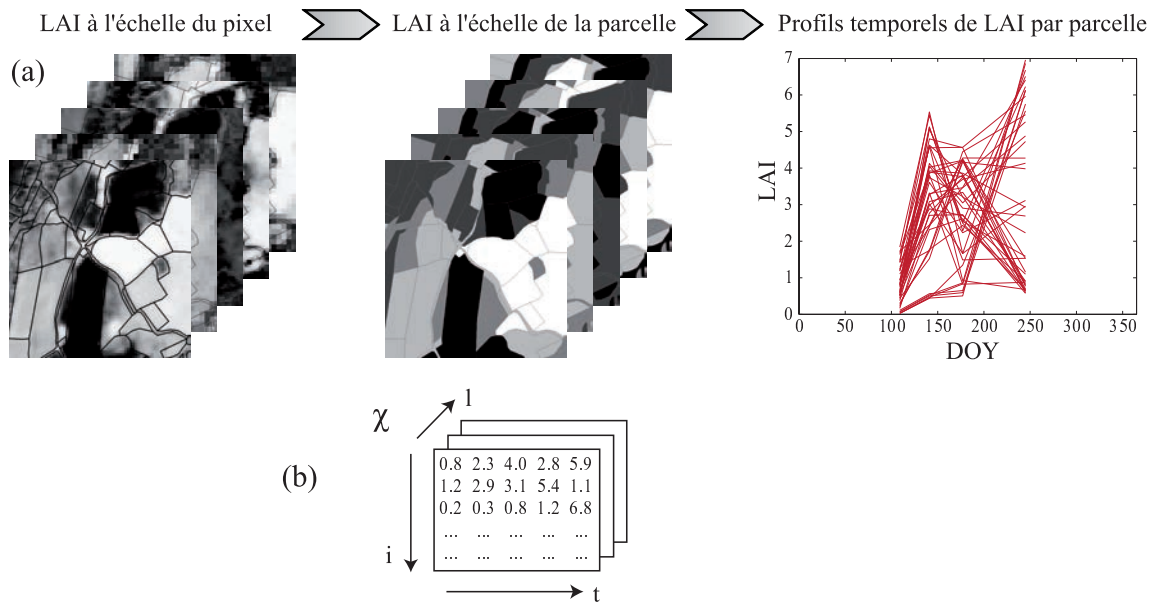 LAI à l'échelle du pixel
LAI à l'échelle de la parcelle
Profils temporels de LAI par parcelle
(a)
7
6
5
4
3
2
1
0
LAI
0 50 100 150 200 250 300 350
DOY
χ
l
(b)
0.8 2.3 4.0 2.8 5.9
1.2 2.9 3.1 5.4 1.1
0.2 0.3 0.8 1.2 6.8
... ... ... ... ...
... ... ... ... ...
i
t